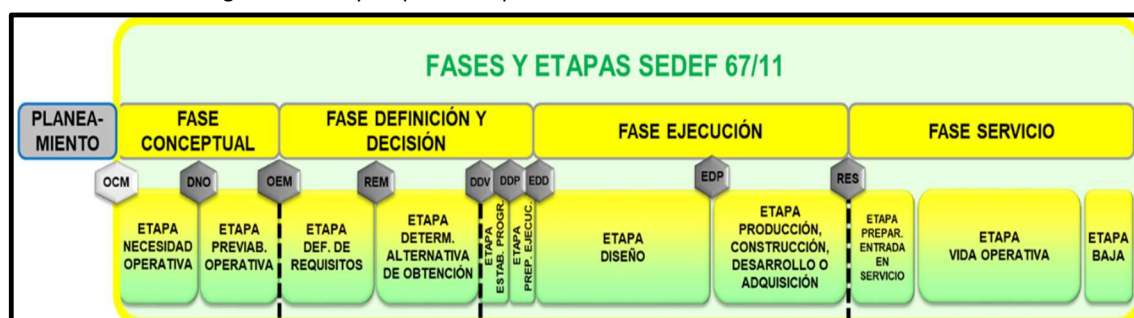 FASES Y ETAPAS SEDEF 67/11
PLANEA-
MIENTO
FASE
CONCEPTUAL
FASE DEFINICIÓN Y
DECISIÓN
FASE EJECUCIÓN
FASE SERVICIO
OCM
DNO
OEM
REM
DDV
DDP
EDD
EDP
RES
ETAPA
NECESIDAD
OPERATIVA
ETAPA
PREVIAB.
OPERATIVA
ETAPA
DEF. DE
REQUISITOS
ETAPA
DETERM.
ALTERNATIVA
DE OBTENCIÓN
ETAPA
ESTAB. PROGR.
ETAPA
PREP. EJECUC.
ETAPA
DISEÑO
ETAPA
PRODUCCIÓN,
CONSTRUCCIÓN,
DESARROLLO O
ADQUISICIÓN
ETAPA
PREPAR.
ENTRADA
EN
SERVICIO
ETAPA
VIDA OPERATIVA
ETAPA
BAJA